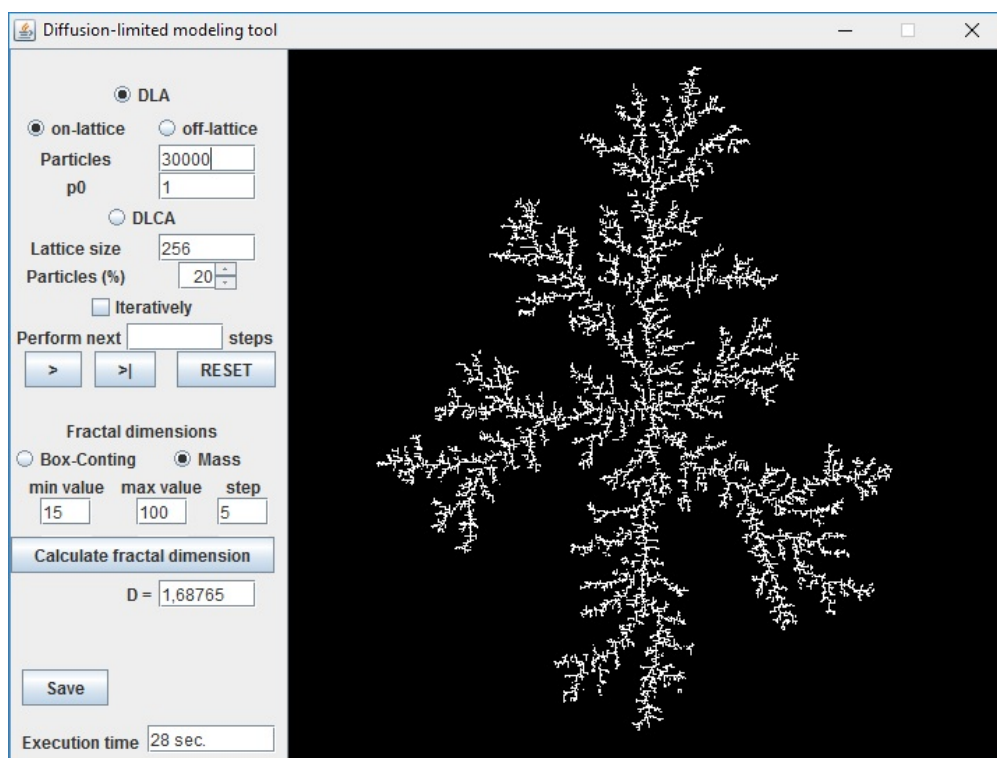 Diffusion-limited modeling tool
DLA
on-lattice off-lattice
Particles 30000
p0 1
DLCA
Lattice size 256
Particles (%) 20
Iteratively
Perform next steps
> >| RESET
Fractal dimensions
Box-Conting Mass
min value max value step
15 100 5
Calculate fractal dimension
D = 1,68765
Save
Execution time 28 sec.